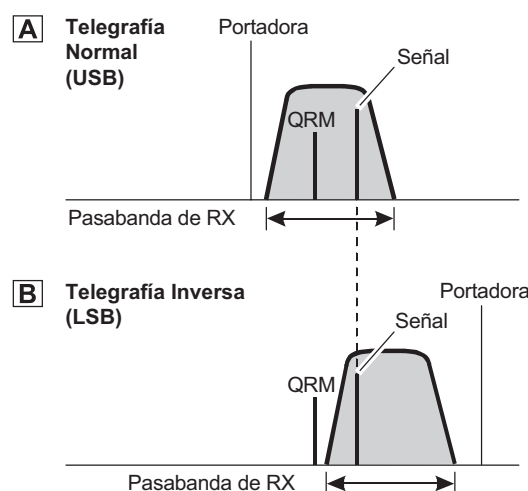 A Telegrafía Portadora
Normal
(USB)
Señal
QRM
Pasabanda de RX
B Telegrafía Inversa Portadora
(LSB)
Señal
QRM
Pasabanda de RX